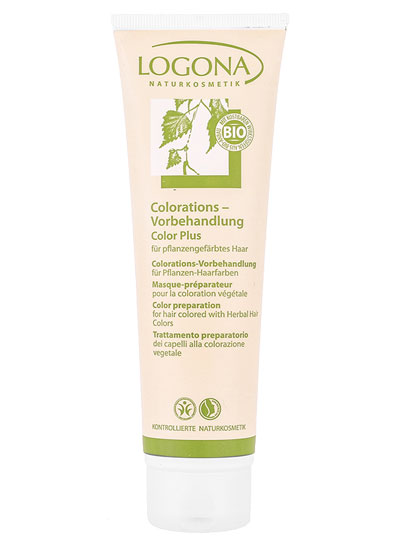 LOGONA
NATURKOSMETIK
BIO
Colorations –
Vorbehandlung
Color Plus
für pflanzengefärbtes Haar
Colorations-Vorbehandlung
für Pflanzen-Haarfarben
Masque-préparateur
pour la coloration végétale
Color preparation
for hair colored with Herbal Hair
Colors
Trattamento preparatorio
dei capelli alla colorazione
vegetale
KONTROLLIERTE NATURKOSMETIK